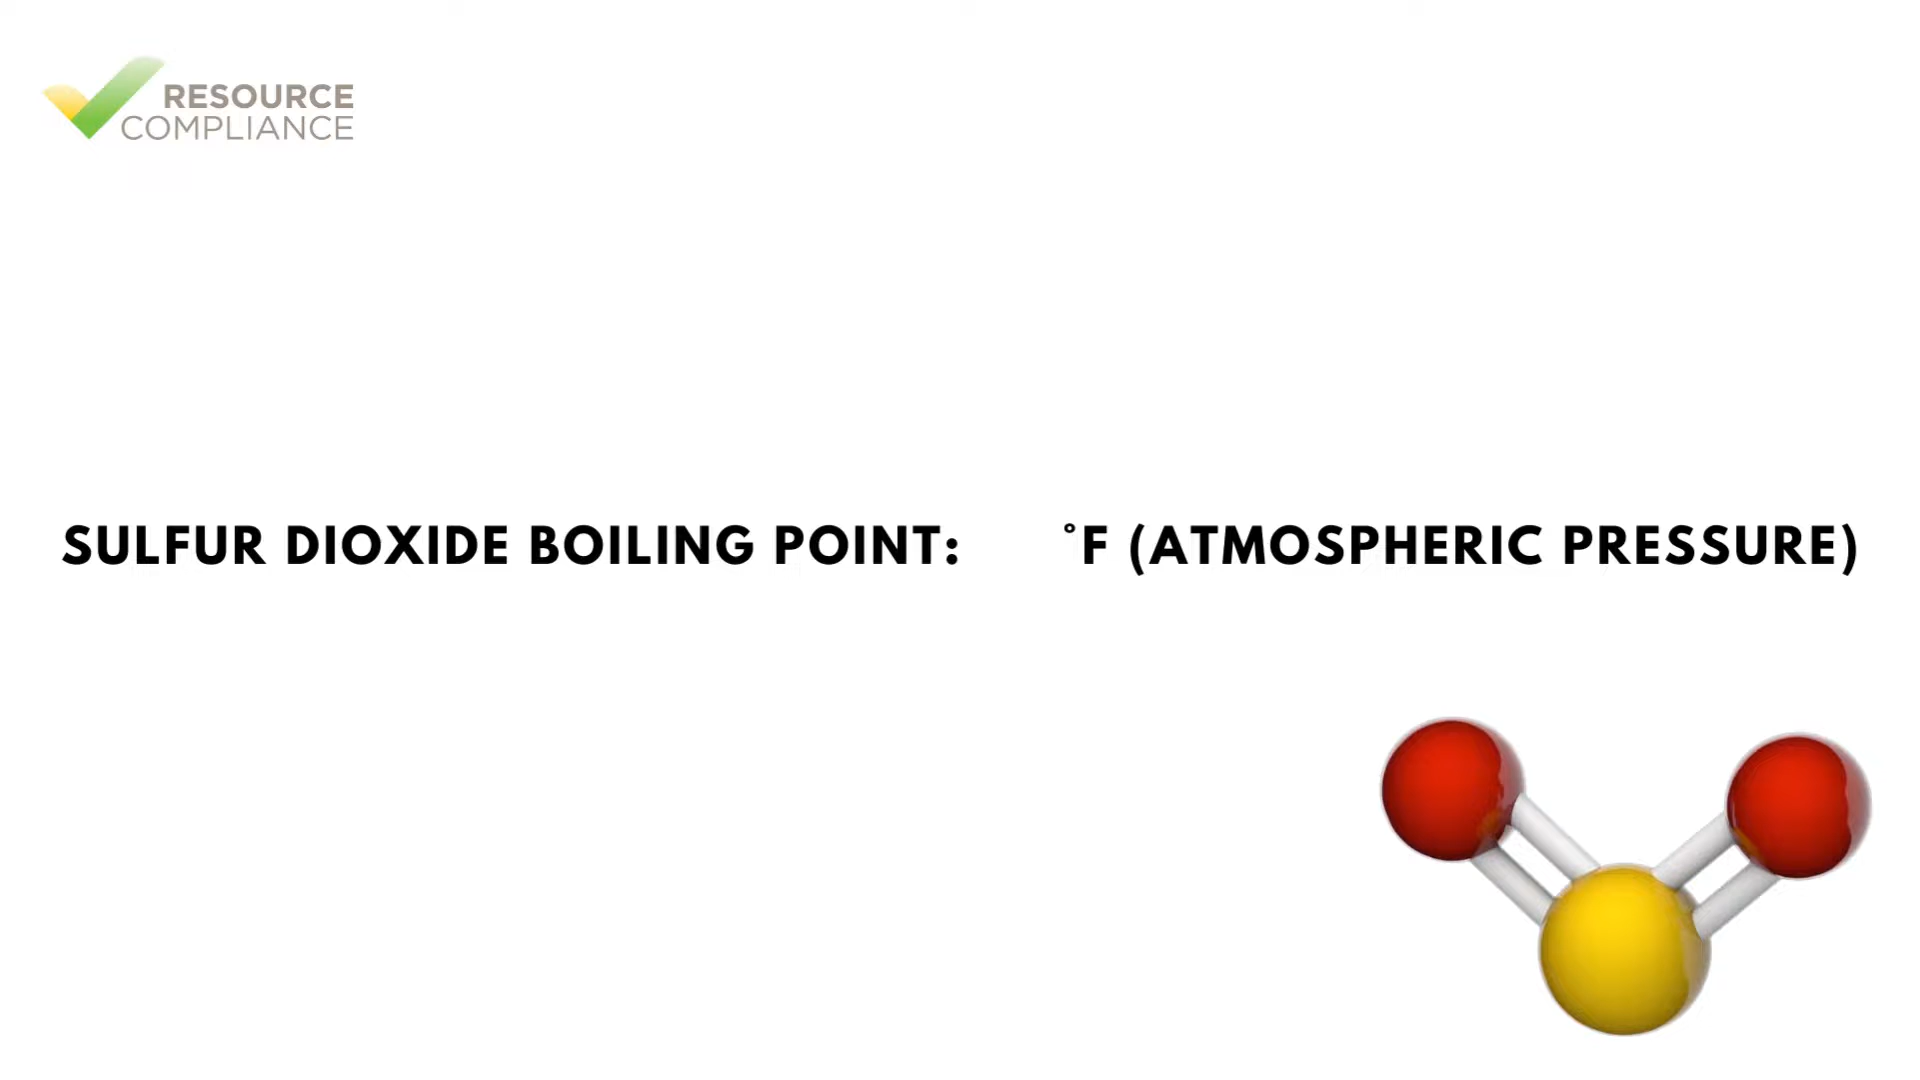 RESOURCE
COMPLIANCE
SULFUR DIOXIDE BOILING POINT: °F (ATMOSPHERIC PRESSURE)